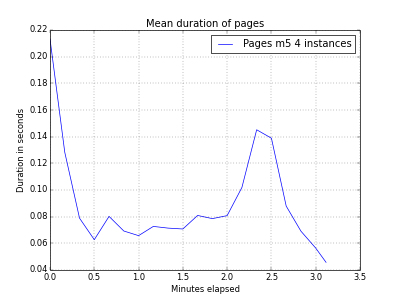 Mean duration of pages
Pages m5 4 instances
Duration in seconds
0.22
0.20
0.18
0.16
0.14
0.12
0.10
0.08
0.06
0.04
0.0 0.5 1.0 1.5 2.0 2.5 3.0 3.5
Minutes elapsed